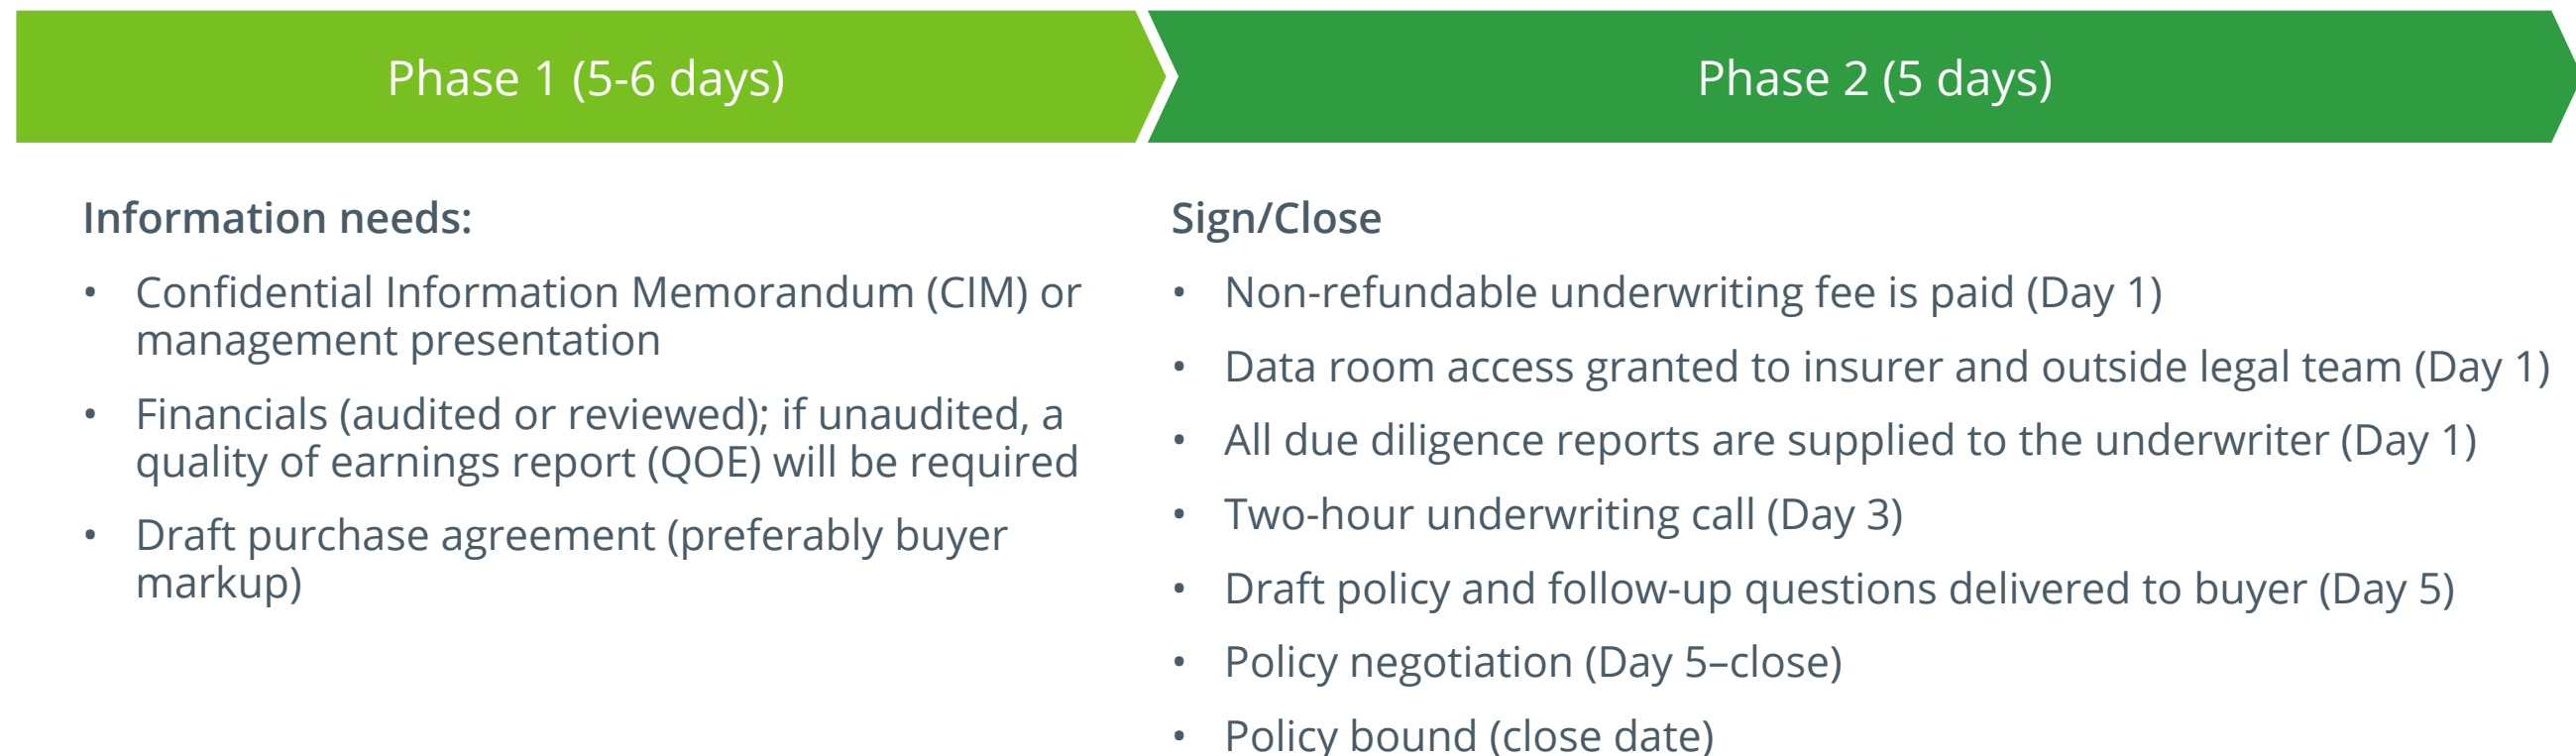 Phase 1 (5-6 days)
Phase 2 (5 days)
Information needs:
• Confidential Information Memorandum (CIM) or
management presentation
• Financials (audited or reviewed); if unaudited, a
quality of earnings report (QOE) will be required
• Draft purchase agreement (preferably buyer
markup)
Sign/Close
• Non-refundable underwriting fee is paid (Day 1)
• Data room access granted to insurer and outside legal team (Day 1)
• All due diligence reports are supplied to the underwriter (Day 1)
• Two-hour underwriting call (Day 3)
• Draft policy and follow-up questions delivered to buyer (Day 5)
• Policy negotiation (Day 5–close)
• Policy bound (close date)